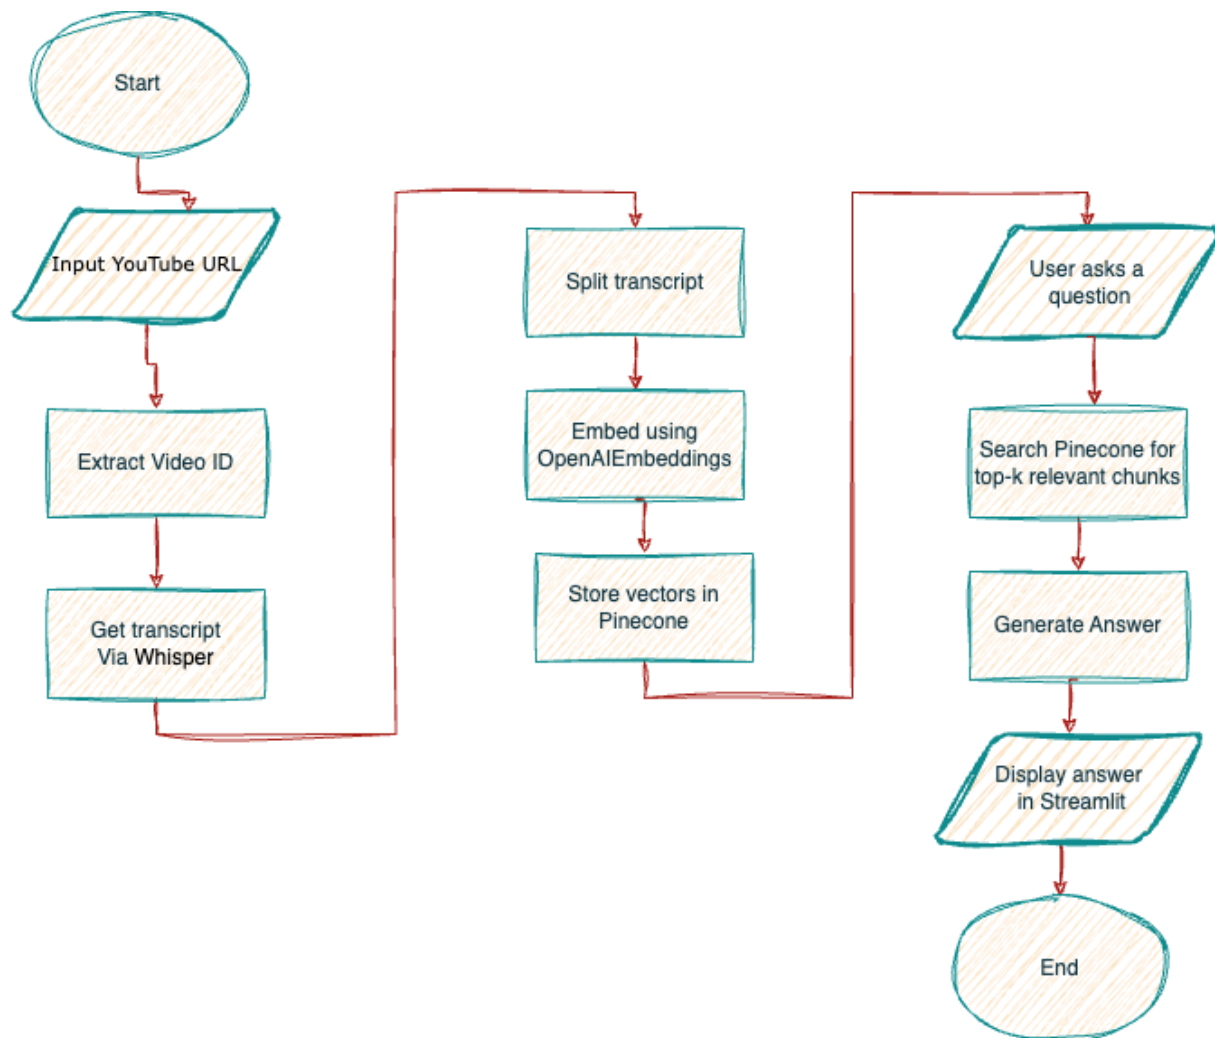 Start
Input YouTube URL
Extract Video ID
Get transcript
Via Whisper
Split transcript
Embed using
OpenAIEmbeddings
Store vectors in
Pinecone
User asks a
question
Search Pinecone for
top-k relevant chunks
Generate Answer
Display answer
in Streamlit
End